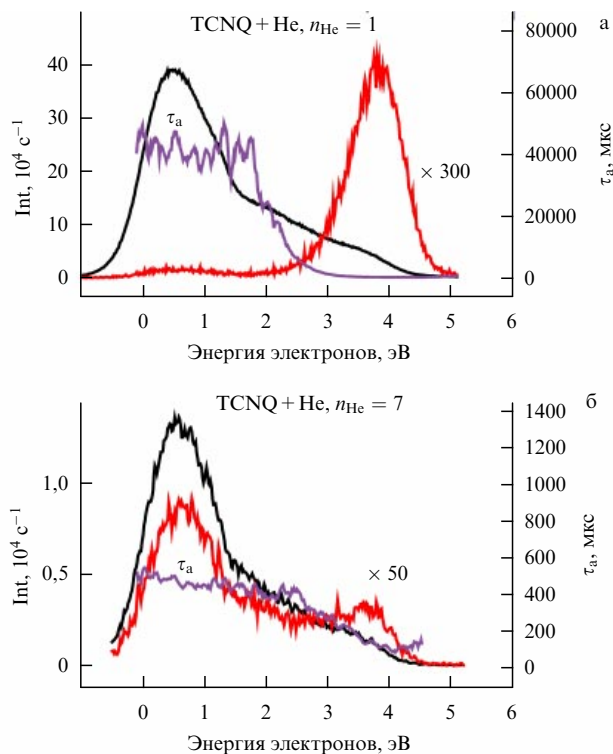 TCNQ + He, n_He = 1
а
Int, 10⁴ с⁻¹
40
30
20
10
0
τₐ
× 300
80000
60000
40000
20000
0
τₐ, мкс
0 1 2 3 4 5 6
Энергия электронов, эВ
TCNQ + He, n_He = 7
б
Int, 10⁴ с⁻¹
1,0
0,5
0
τₐ
× 50
1400
1200
1000
800
600
400
200
0
τₐ, мкс
0 1 2 3 4 5 6
Энергия электронов, эВ